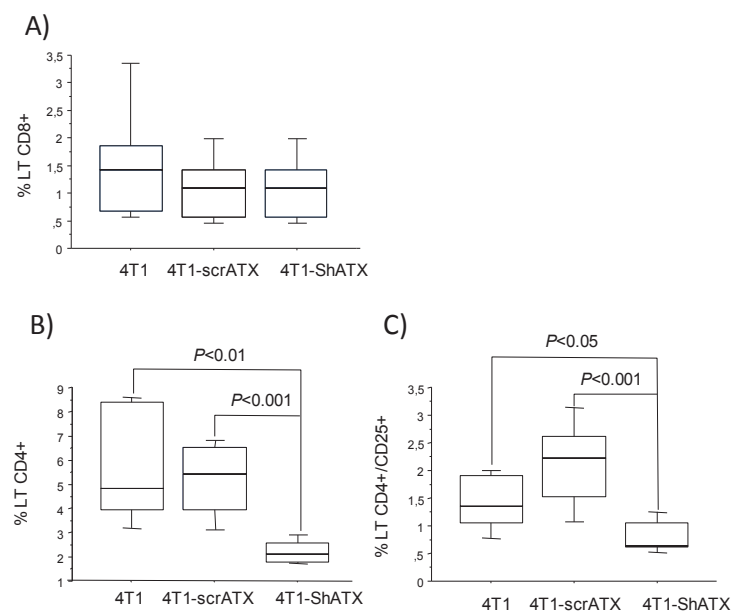 A)
% LT CD8+
3,5
3
2,5
2
1,5
1
,5
0
4T1 4T1-scrATX 4T1-ShATX
B)
P<0.01
P<0.001
% LT CD4+
9
8
7
6
5
4
3
2
1
4T1 4T1-scrATX 4T1-ShATX
C)
P<0.05
P<0.001
% LT CD4+/CD25+
3,5
3
2,5
2
1,5
1
,5
0
4T1 4T1-scrATX 4T1-ShATX